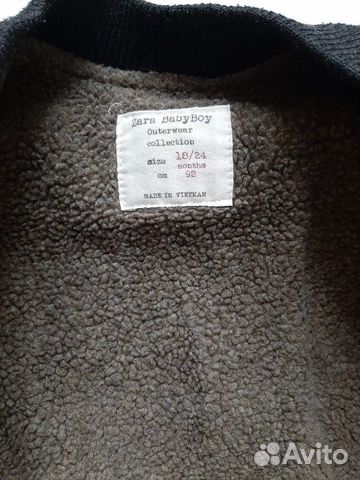 Zara BabyBoy
Outerwear
collection
size 18/24
months
cm 92
MADE IN VIETNAM
Avito